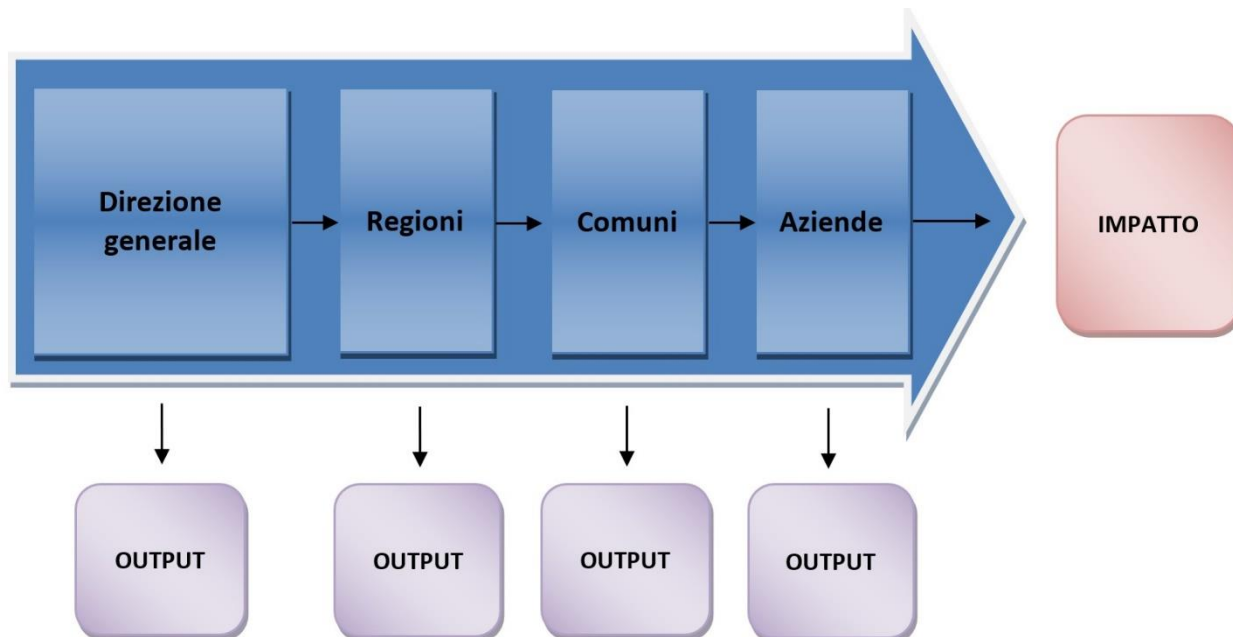 Direzione
generale
Regioni
Comuni
Aziende
IMPATTO
OUTPUT
OUTPUT
OUTPUT
OUTPUT